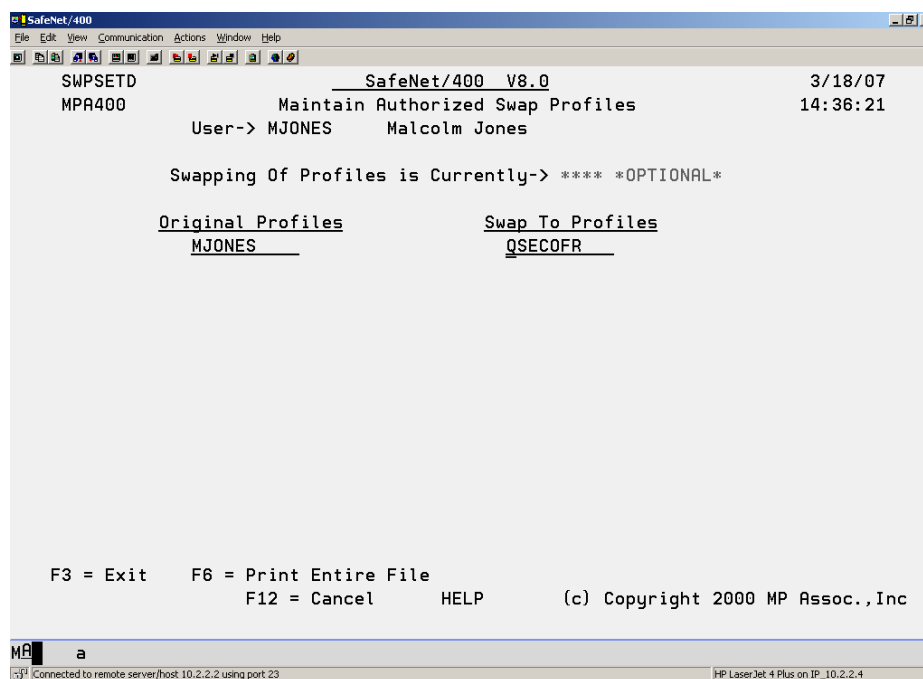 SafeNet/400
File Edit View Communication Actions Window Help
SWPSETD SafeNet/400 V8.0 3/18/07
MPA400 Maintain Authorized Swap Profiles 14:36:21
User-> MJONES Malcolm Jones
Swapping Of Profiles is Currently-> **** *OPTIONAL*
Original Profiles Swap To Profiles
MJONES QSECOFR
F3 = Exit F6 = Print Entire File
F12 = Cancel HELP (c) Copyright 2000 MP Assoc.,Inc
MA a
Connected to remote server/host 10.2.2.2 using port 23 HP LaserJet 4 Plus on IP_10.2.2.4